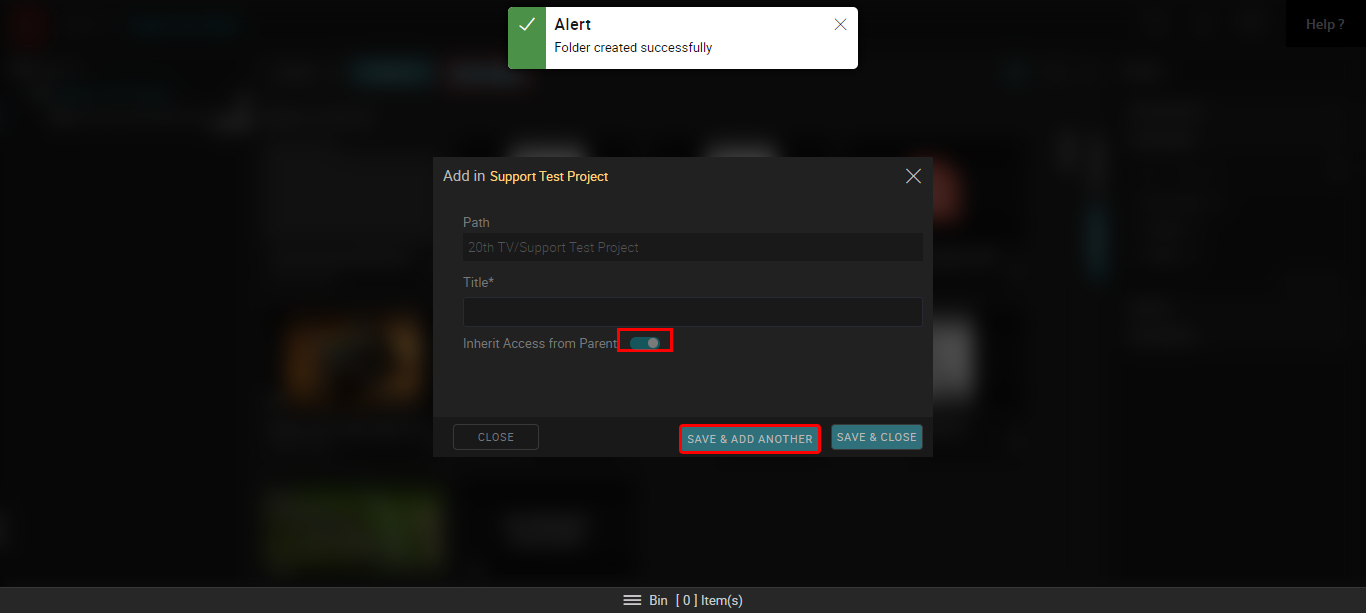 Alert
Folder created successfully
Help ?
Add in Support Test Project
Path
20th TV/Support Test Project
Title*
Inherit Access from Parent
CLOSE
SAVE & ADD ANOTHER
SAVE & CLOSE
Bin [ 0 ] Item(s)